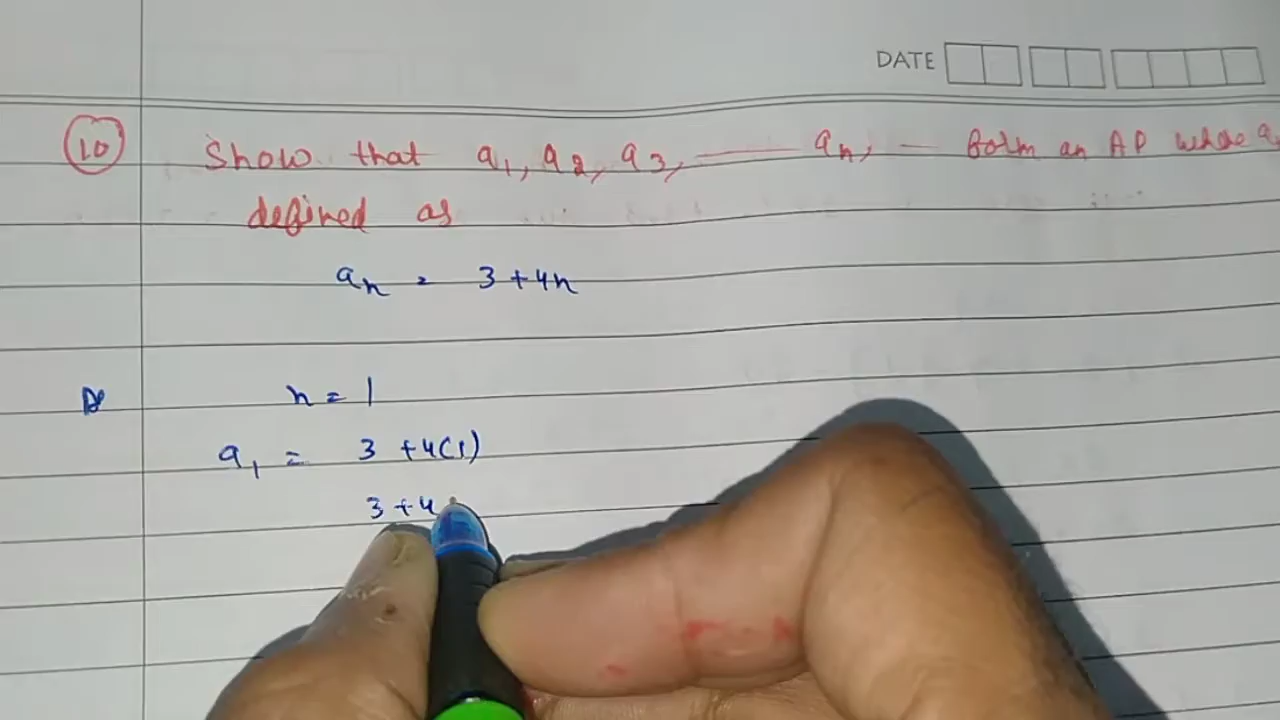 DATE
10 Show that a1, a2, a3, —— an, — form an AP where a
defined as
an = 3 + 4n
n = 1
a1 = 3 + 4(1)
3 + 4